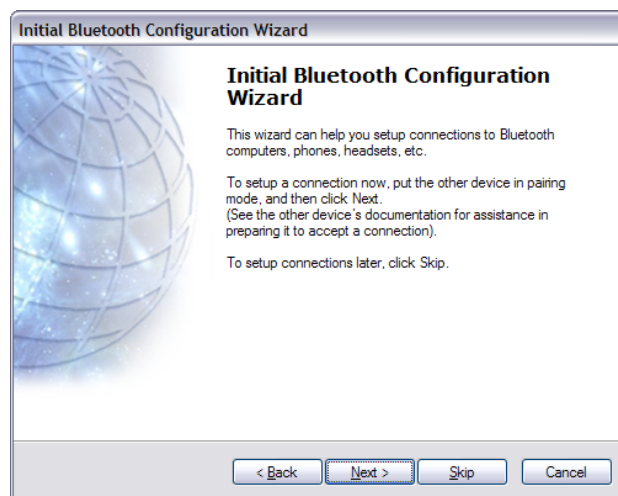 Initial Bluetooth Configuration Wizard
Initial Bluetooth Configuration
Wizard
This wizard can help you setup connections to Bluetooth
computers, phones, headsets, etc.
To setup a connection now, put the other device in pairing
mode, and then click Next.
(See the other device's documentation for assistance in
preparing it to accept a connection).
To setup connections later, click Skip.
< Back Next > Skip Cancel